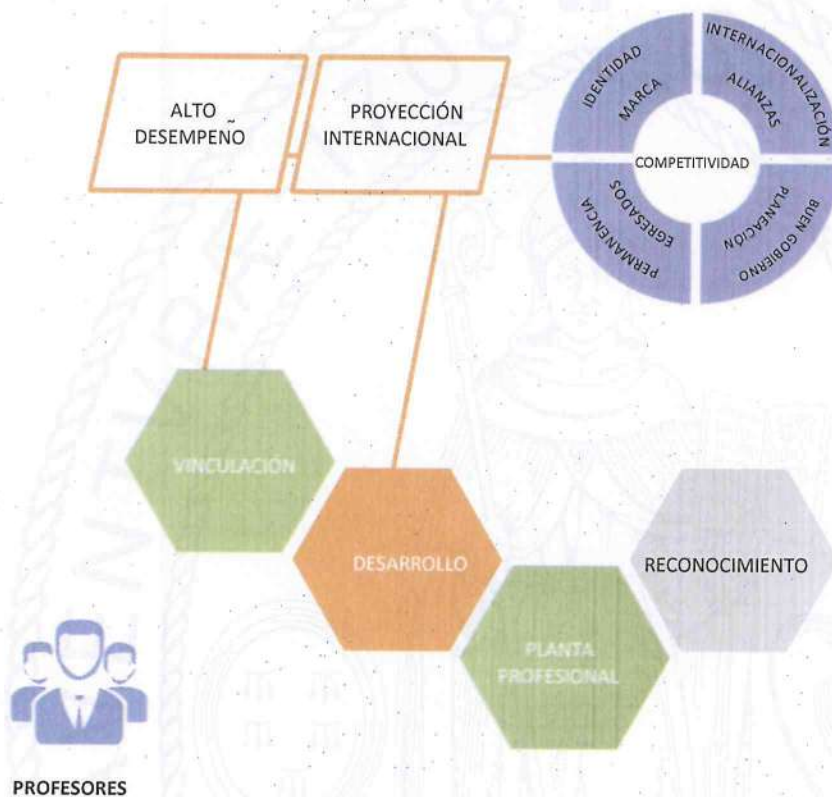 ALTO
DESEMPEÑO
PROYECCIÓN
INTERNACIONAL
IDENTIDAD
MARCA
INTERNACIONALIZACIÓN
ALIANZAS
COMPETITIVIDAD
PERMANENCIA
EGRESADOS
BUEN GOBIERNO
PLANEACIÓN
VINCULACIÓN
DESARROLLO
RECONOCIMIENTO
PLANTA
PROFESIONAL
PROFESORES